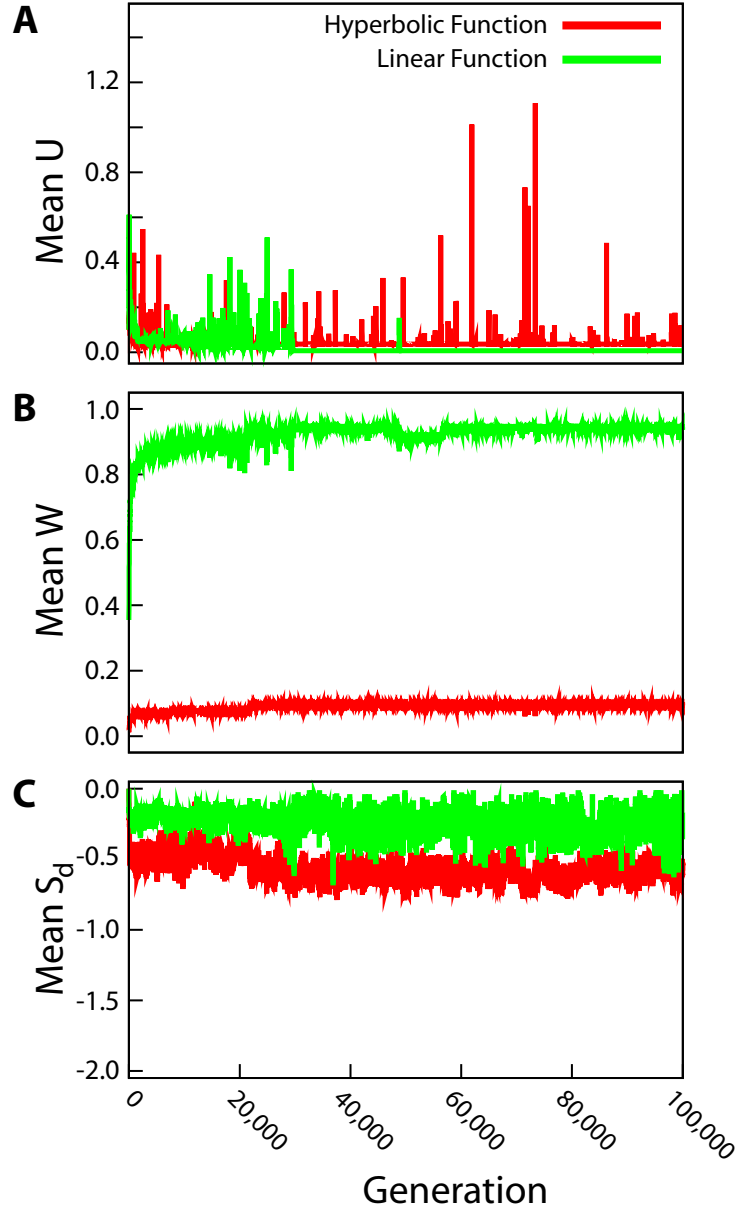 A
Hyperbolic Function
Linear Function
Mean U
1.2
0.8
0.4
0.0
B
Mean W
1.0
0.8
0.6
0.4
0.2
0.0
C
Mean Sd
0.0
-0.5
-1.0
-1.5
-2.0
0
20,000
40,000
60,000
80,000
100,000
Generation